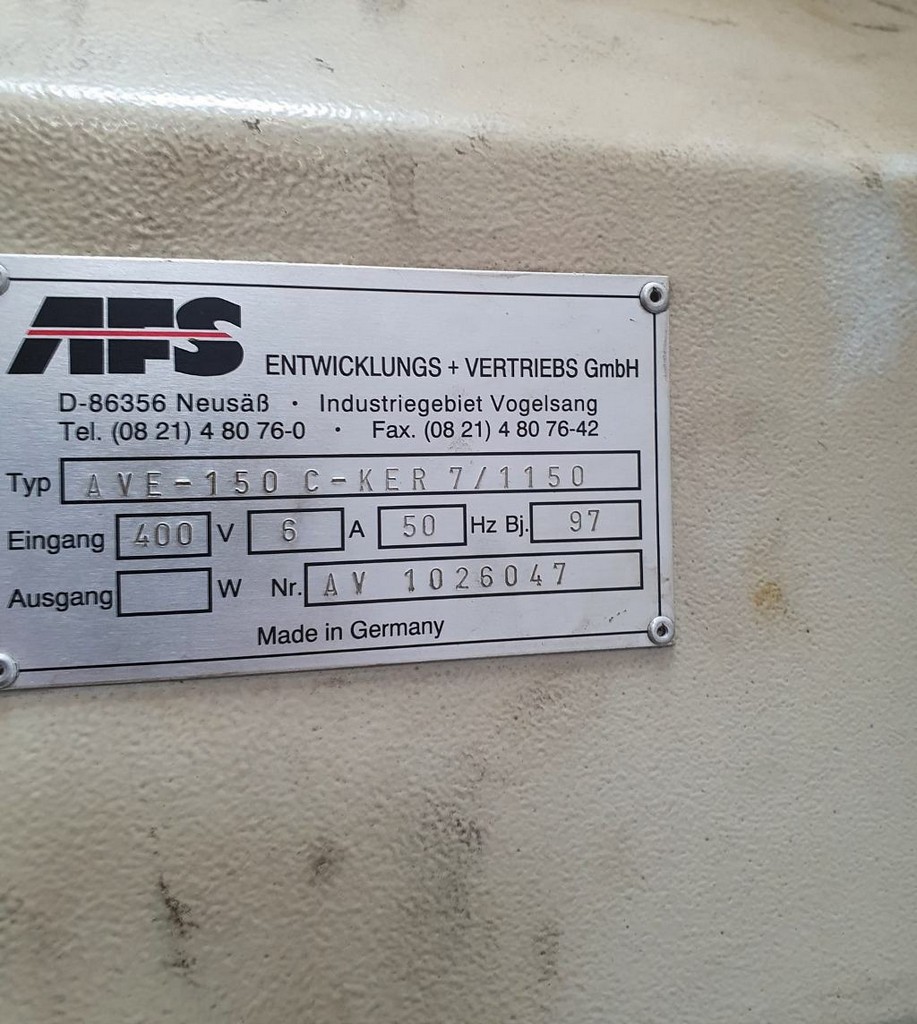 AFS ENTWICKLUNGS + VERTRIEBS GmbH
D-86356 Neusäß · Industriegebiet Vogelsang
Tel. (08 21) 4 80 76-0 · Fax. (08 21) 4 80 76-42
Typ AVE-150 C-KER 7/1150
Eingang 400 V 6 A 50 Hz Bj. 97
Ausgang W Nr. AV 1026047
Made in Germany